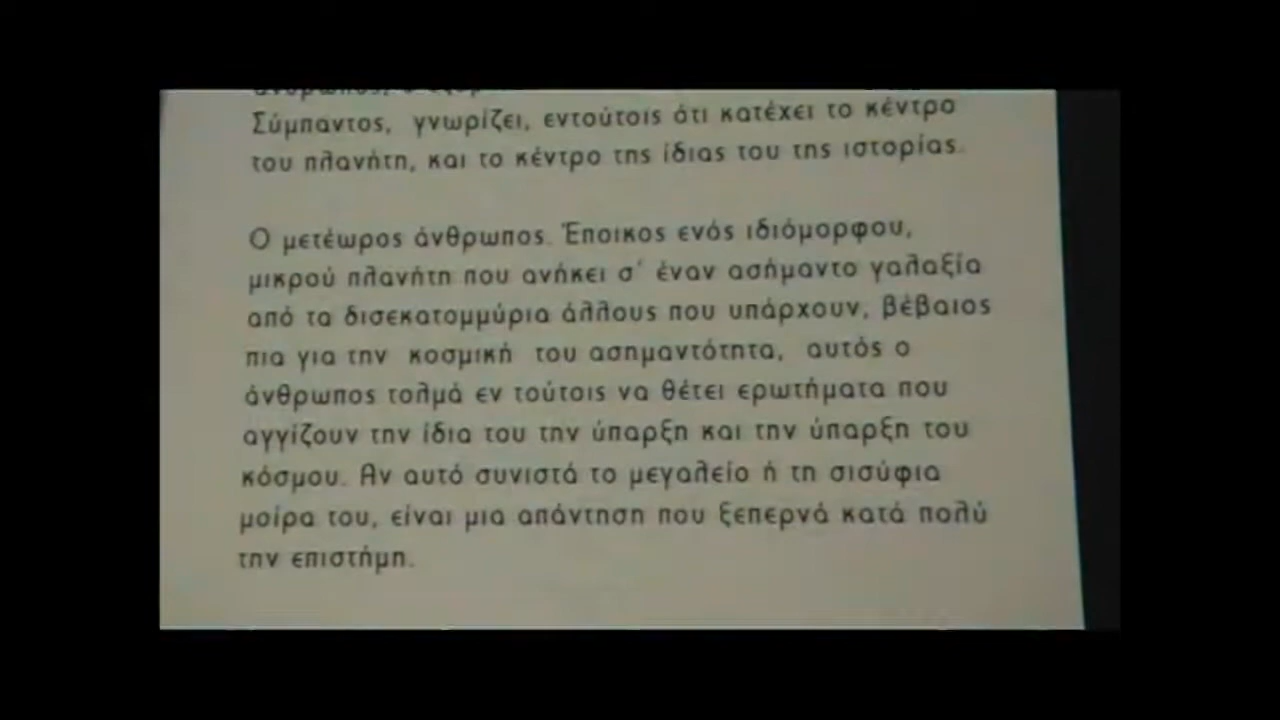 άνθρωπος,
Σύμπαντος, γνωρίζει, εντούτοις ότι κατέχει το κέντρο
του πλανήτη, και το κέντρο της ίδιας του της ιστορίας.
Ο μετέωρος άνθρωπος. Έποικος ενός ιδιόμορφου,
μικρού πλανήτη που ανήκει σ' έναν ασήμαντο γαλαξία
από τα δισεκατομμύρια άλλους που υπάρχουν, βέβαιος
πια για την κοσμική του ασημαντότητα, αυτός ο
άνθρωπος τολμά εν τούτοις να θέτει ερωτήματα που
αγγίζουν την ίδια του την ύπαρξη και την ύπαρξη του
κόσμου. Αν αυτό συνιστά το μεγαλείο ή τη σισύφια
μοίρα του, είναι μια απάντηση που ξεπερνά κατά πολύ
την επιστήμη.